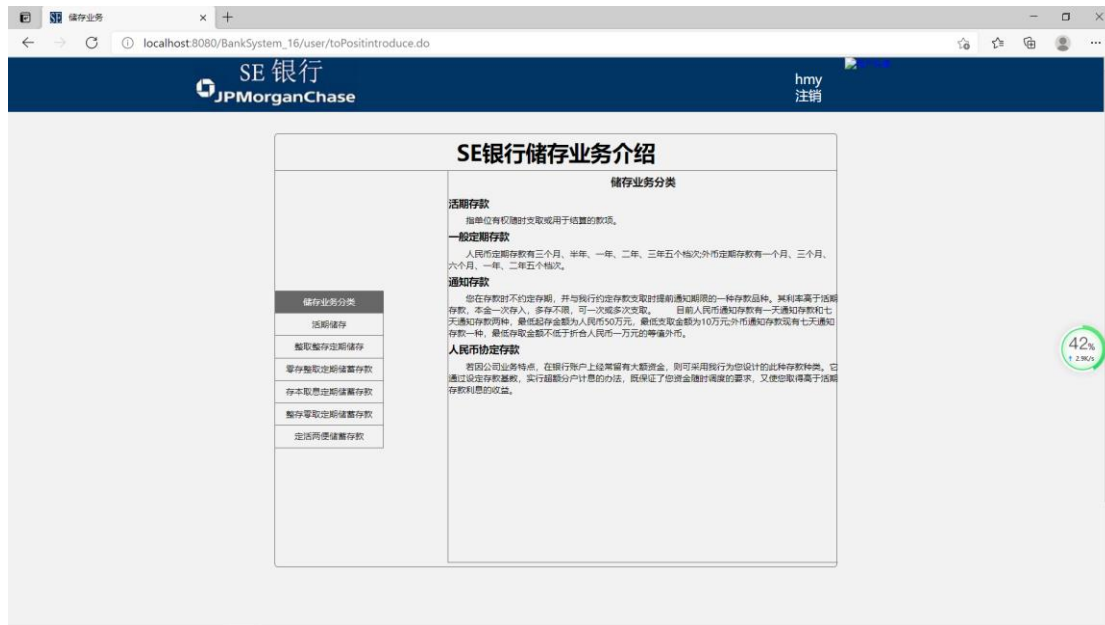 储存业务
localhost:8080/BankSystem_16/user/toPositintroduce.do
SE 银行
JPMorganChase
hmy
注销
SE银行储存业务介绍
储存业务分类
活期储存
整取整存定期储存
零存整取定期储蓄存款
存本取息定期储蓄存款
整存零取定期储蓄存款
定活两便储蓄存款
储存业务分类
活期存款
指单位有权随时支取或用于结算的款项。
一般定期存款
人民币定期存款有三个月、半年、一年、二年、三年五个档次;外币定期存款有一个月、三个月、
六个月、一年、二年五个档次。
通知存款
您在存款时不约定存期，并与我行约定存款支取时提前通知期限的一种存款品种。其利率高于活期
存款，本金一次存入，多存不限，可一次或多次支取。 目前人民币通知存款有一天通知存款和七
天通知存款两种，最低起存金额为人民币50万元，最低支取金额为10万元;外币通知存款现有七天通知
存款一种，最低存取金额不低于折合人民币一万元的等值外币。
人民币协定存款
若因公司业务特点，在银行账户上经常留有大额资金，则可采用我行为您设计的此种存款种类。它
通过设定存款基数，实行超额分户计息的办法，既保证了您资金随时调度的要求，又使您取得高于活期
存款利息的收益。
42%
↑ 2.9K/s